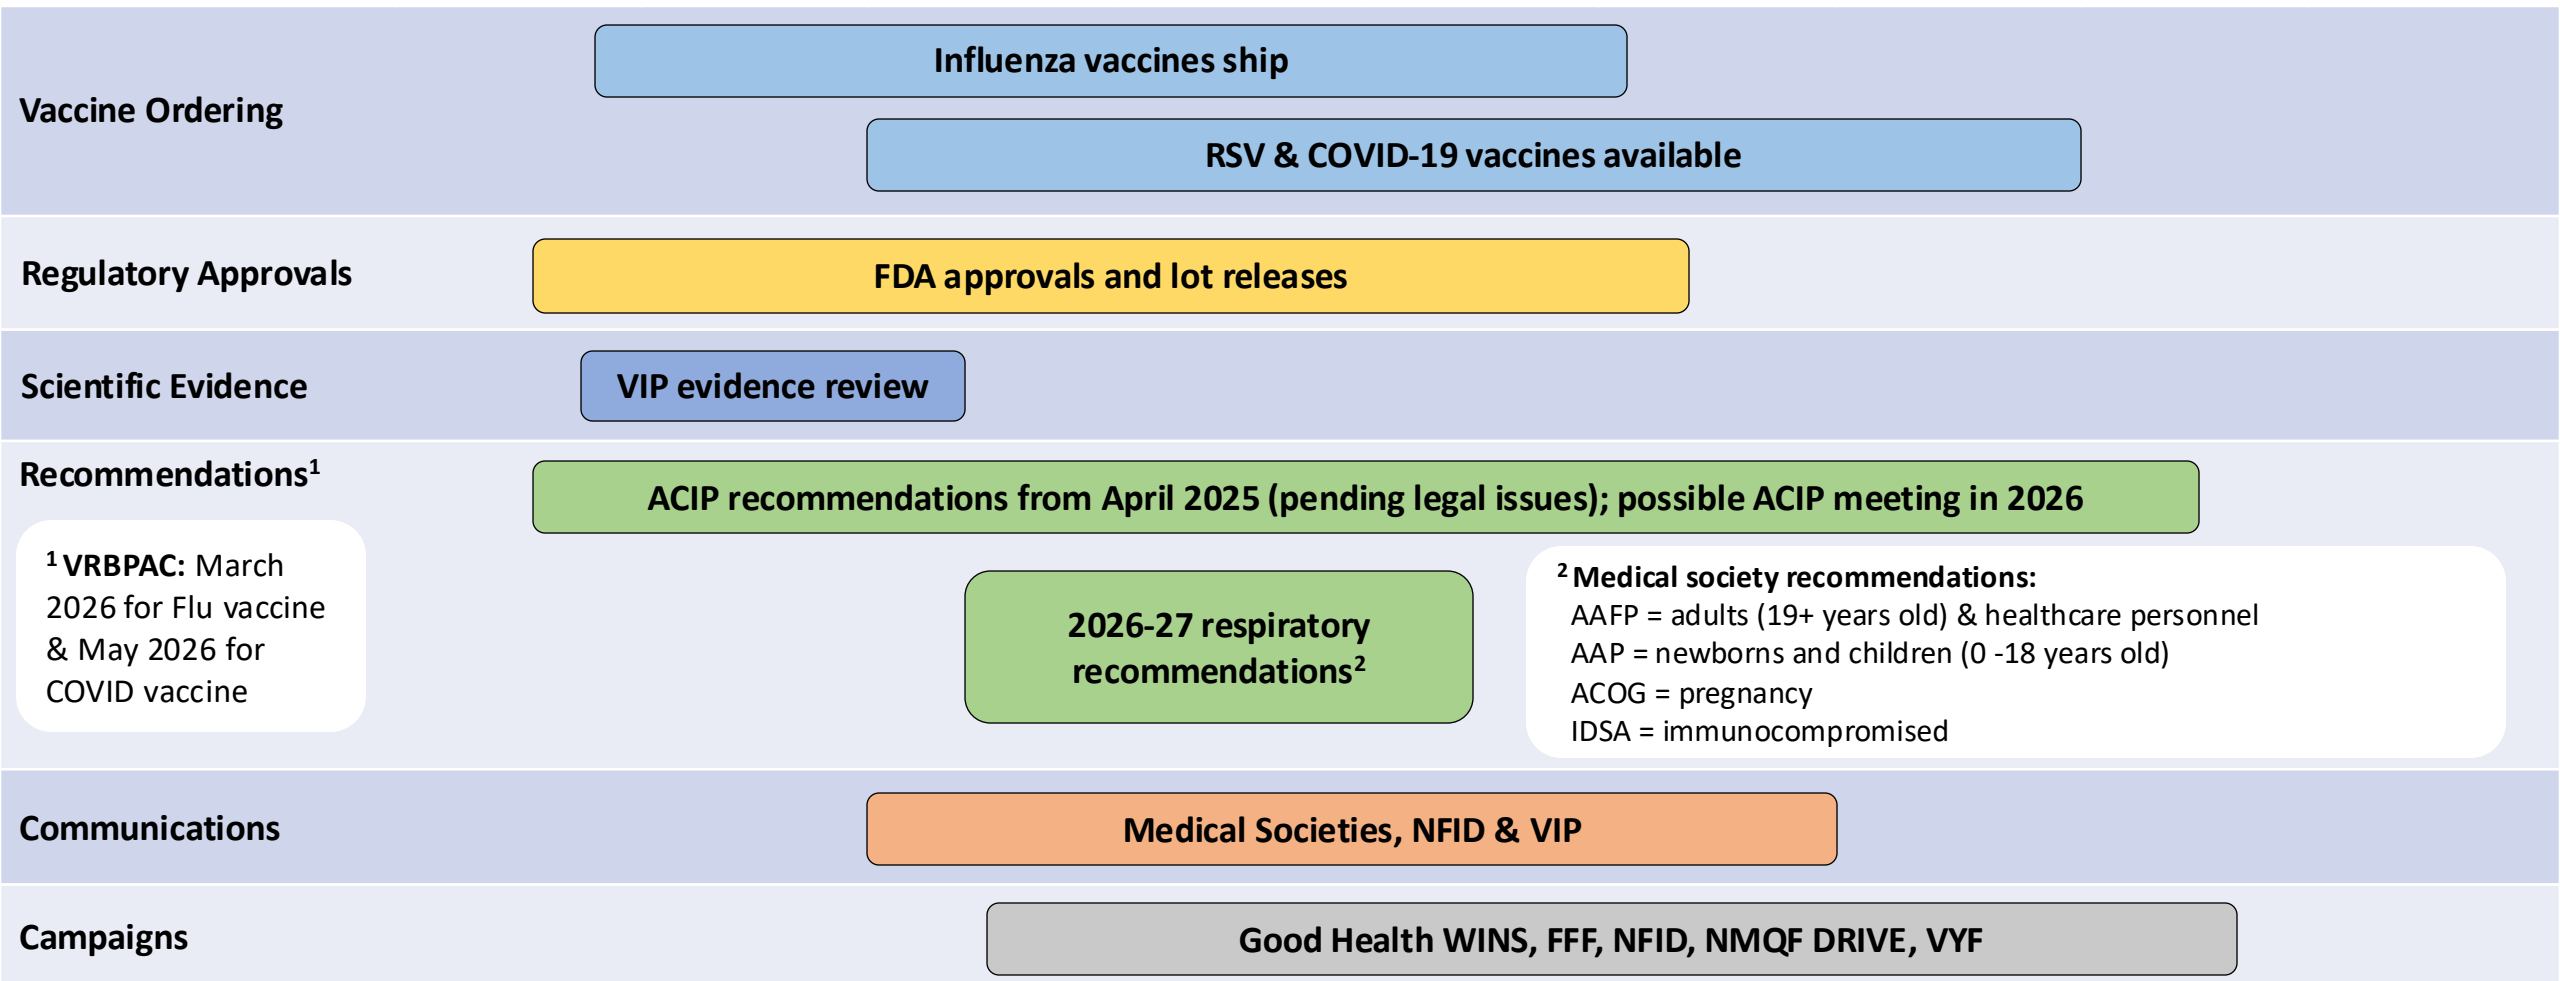 Vaccine Ordering
Influenza vaccines ship
RSV & COVID-19 vaccines available
Regulatory Approvals
FDA approvals and lot releases
Scientific Evidence
VIP evidence review
Recommendations¹
ACIP recommendations from April 2025 (pending legal issues); possible ACIP meeting in 2026
¹ VRBPAC: March
2026 for Flu vaccine
& May 2026 for
COVID vaccine
2026-27 respiratory
recommendations²
² Medical society recommendations:
AAFP = adults (19+ years old) & healthcare personnel
AAP = newborns and children (0 -18 years old)
ACOG = pregnancy
IDSA = immunocompromised
Communications
Medical Societies, NFID & VIP
Campaigns
Good Health WINS, FFF, NFID, NMQF DRIVE, VYF